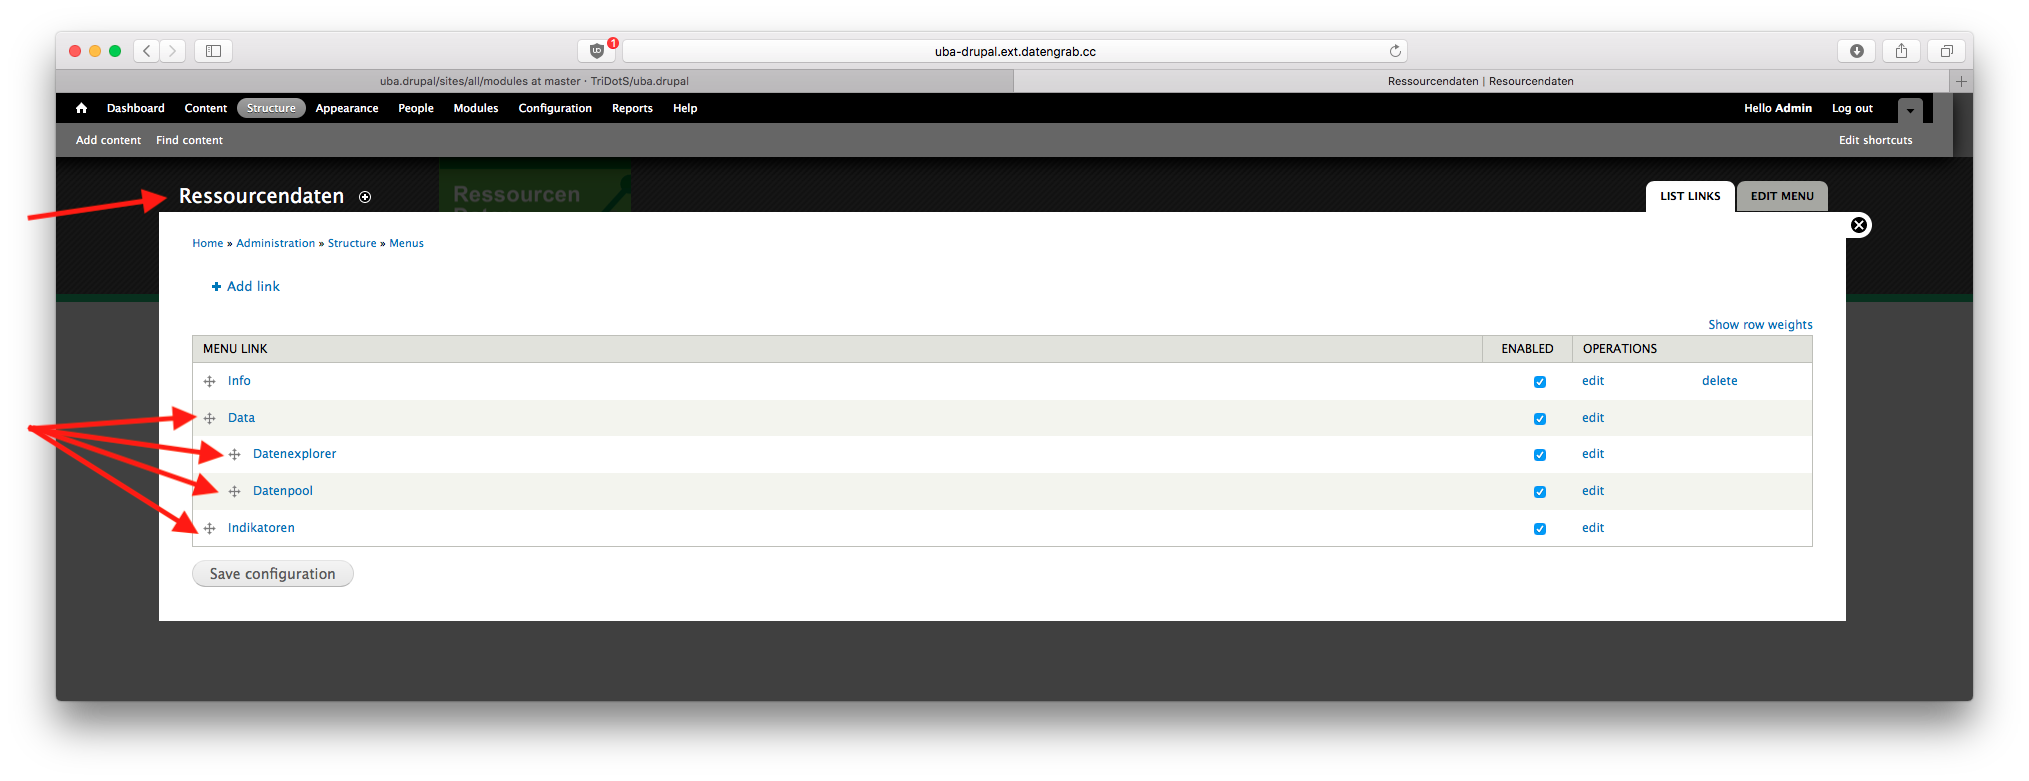 1
uba-drupal.ext.datengrab.cc
uba.drupal/sites/all/modules at master · TriDotS/uba.drupal
Ressourcendaten | Resourcendaten
Dashboard Content Structure Appearance People Modules Configuration Reports Help
Hello Admin Log out
Add content Find content
Edit shortcuts
Ressourcendaten
Ressourcen
LIST LINKS EDIT MENU
Home » Administration » Structure » Menus
+ Add link
Show row weights
MENU LINK ENABLED OPERATIONS
Info edit delete
Data edit
Datenexplorer edit
Datenpool edit
Indikatoren edit
Save configuration